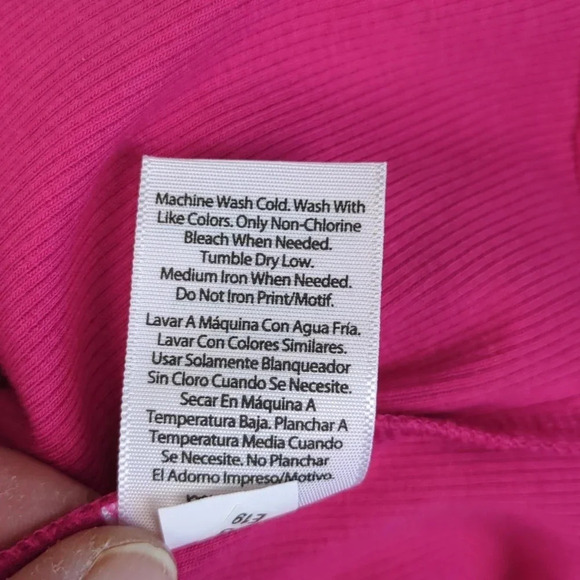 Machine Wash Cold. Wash With
Like Colors. Only Non-Chlorine
Bleach When Needed.
Tumble Dry Low.
Medium Iron When Needed.
Do Not Iron Print/Motif.
Lavar A Máquina Con Agua Fría.
Lavar Con Colores Similares.
Usar Solamente Blanqueador
Sin Cloro Cuando Se Necesite.
Secar En Máquina A
Temperatura Baja. Planchar A
Temperatura Media Cuando
Se Necesite. No Planchar
El Adorno Impreso/Motivo.